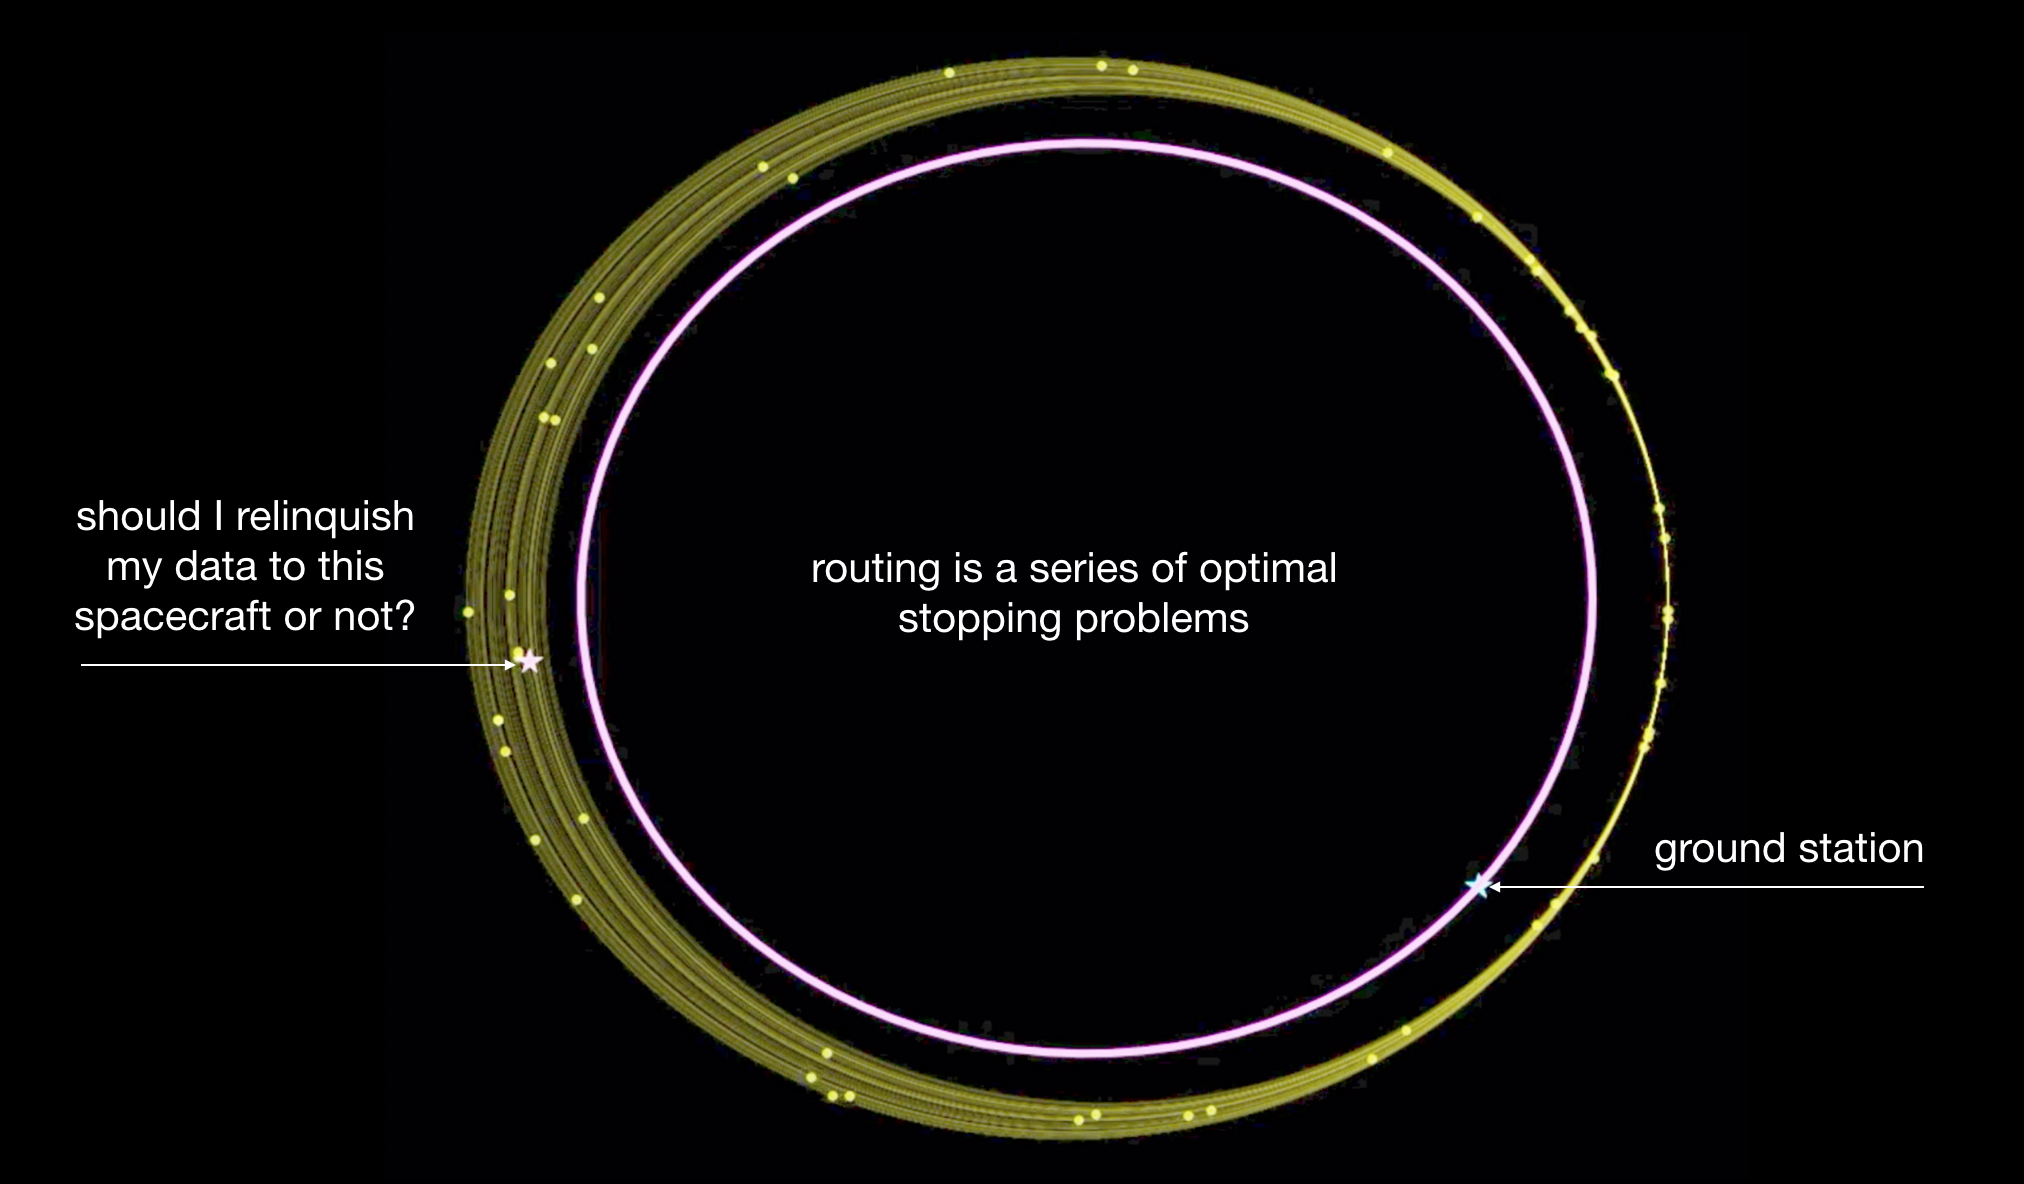 should I relinquish
my data to this
spacecraft or not?
routing is a series of optimal
stopping problems
ground station